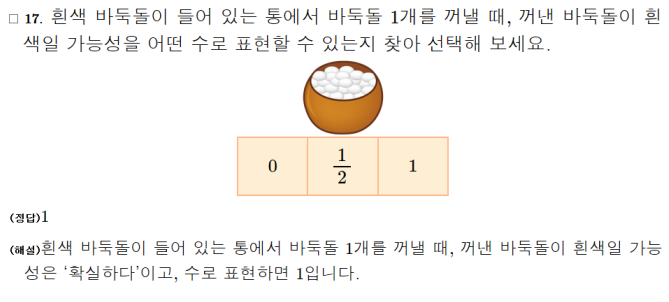 □ 17. 흰색 바둑돌이 들어 있는 통에서 바둑돌 1개를 꺼낼 때, 꺼낸 바둑돌이 흰
색일 가능성을 어떤 수로 표현할 수 있는지 찾아 선택해 보세요.
0 1/2 1
(정답)1
(해설)흰색 바둑돌이 들어 있는 통에서 바둑돌 1개를 꺼낼 때, 꺼낸 바둑돌이 흰색일 가능
성은 ‘확실하다’이고, 수로 표현하면 1입니다.